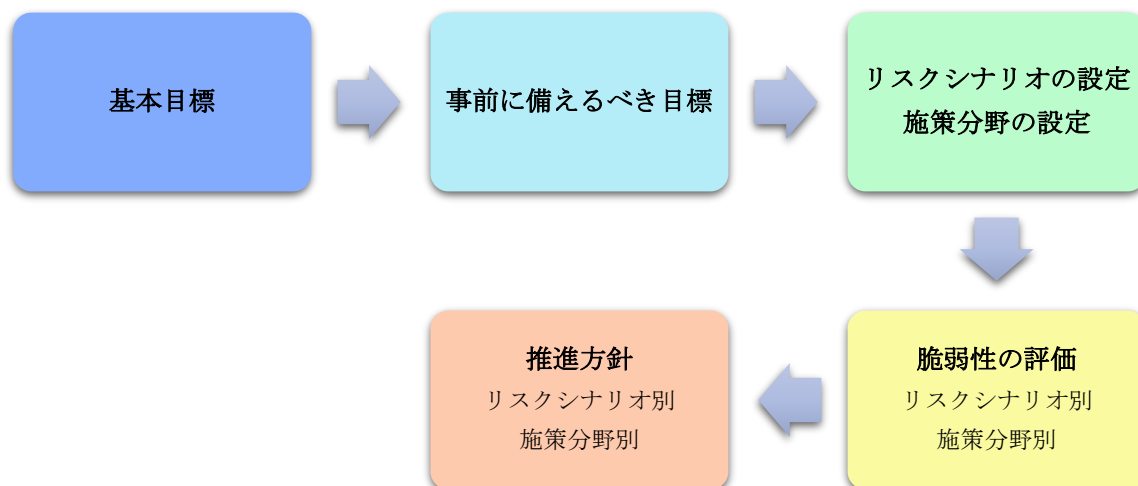 基本目標
事前に備えるべき目標
リスクシナリオの設定
施策分野の設定
脆弱性の評価
リスクシナリオ別
施策分野別
推進方針
リスクシナリオ別
施策分野別